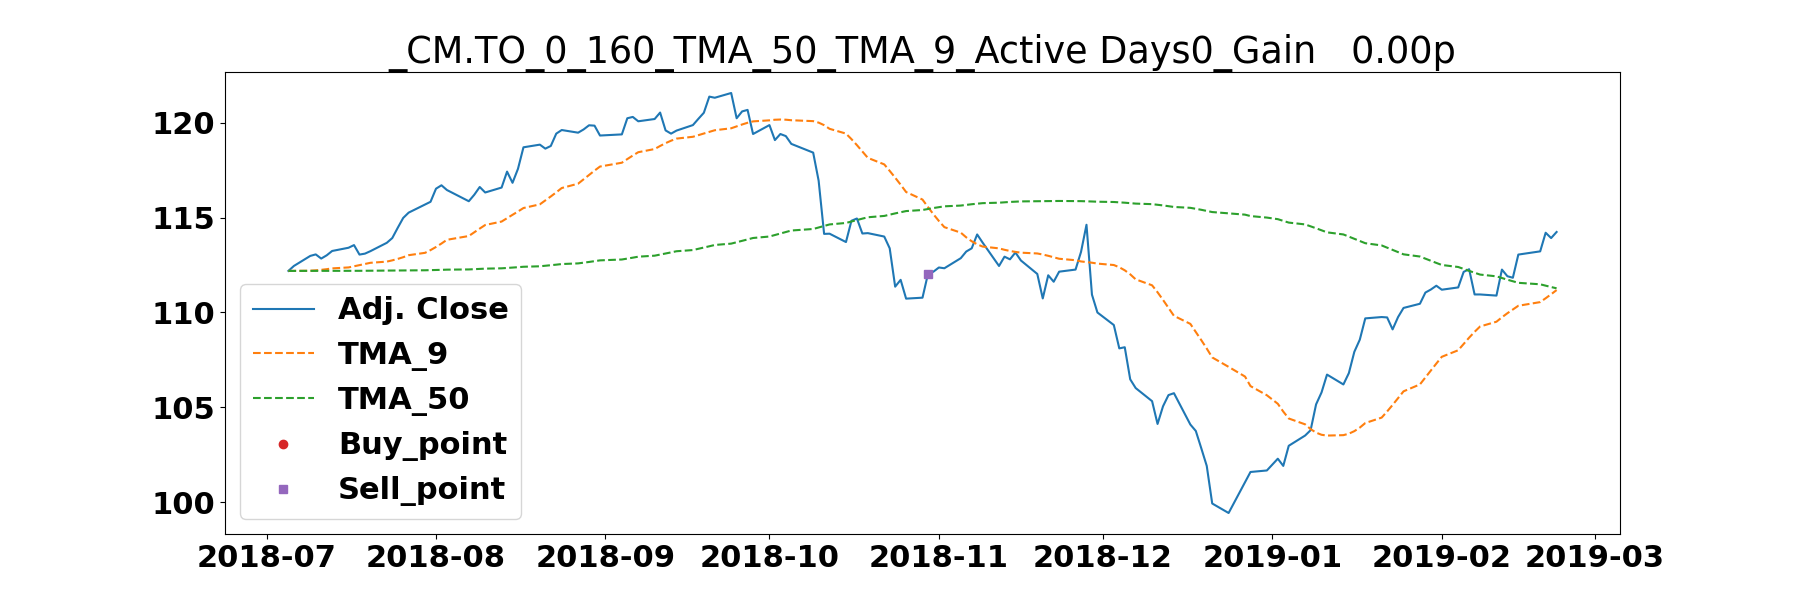 _CM.TO_0_160_TMA_50_TMA_9_Active Days0_Gain   0.00p
120
115
110
105
100
Adj. Close
TMA_9
TMA_50
Buy_point
Sell_point
2018-07 2018-08 2018-09 2018-10 2018-11 2018-12 2019-01 2019-02 2019-03